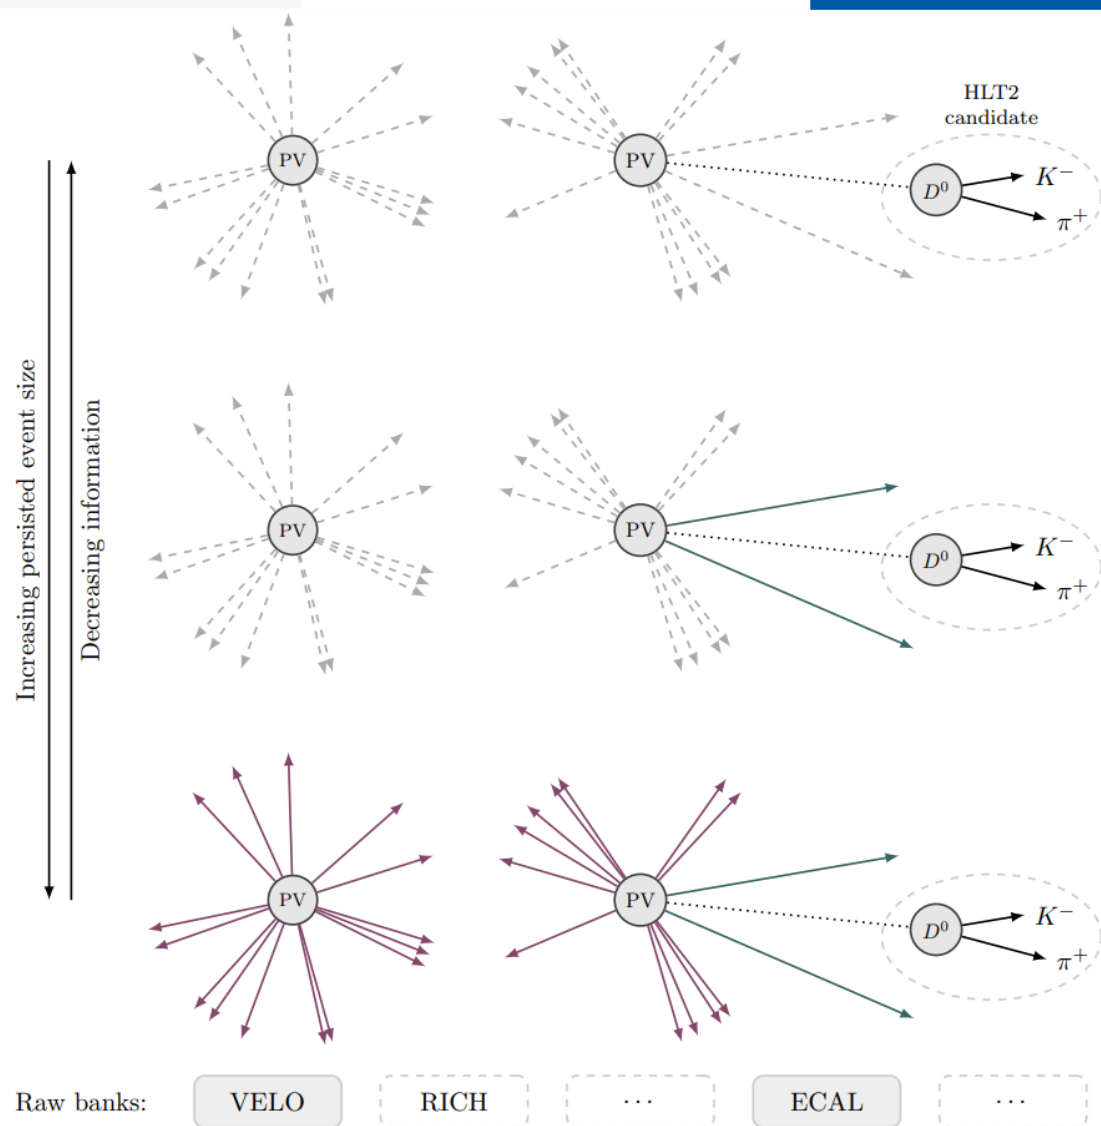 HLT2
candidate
PV
PV
D⁰
K⁻
π⁺
Increasing persisted event size
Decreasing information
PV
PV
D⁰
K⁻
π⁺
PV
PV
D⁰
K⁻
π⁺
Raw banks: VELO RICH ... ECAL ...